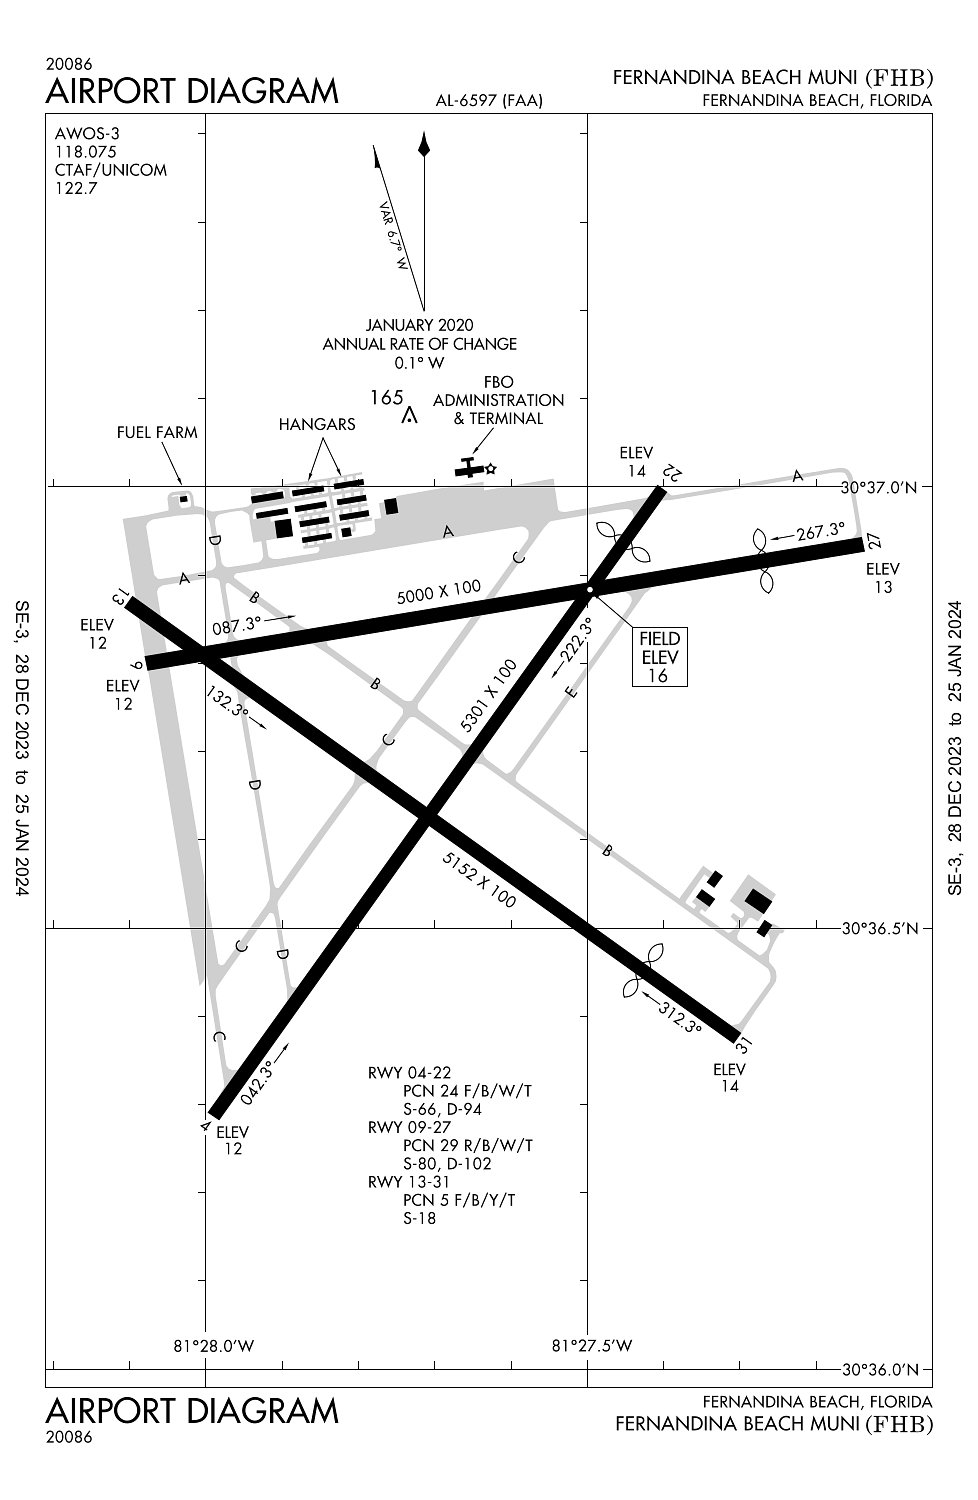 20086
AIRPORT DIAGRAM
AL-6597 (FAA)
FERNANDINA BEACH MUNI (FHB)
FERNANDINA BEACH, FLORIDA
AWOS-3
118.075
CTAF/UNICOM
122.7
VAR 6.7° W
JANUARY 2020
ANNUAL RATE OF CHANGE
0.1° W
165
FBO
ADMINISTRATION
& TERMINAL
HANGARS
FUEL FARM
ELEV
14
22
A
30°37.0'N
267.3°
27
ELEV
13
D
A
C
A
B
13
ELEV
12
087.3°
5000 X 100
9
ELEV
12
222.3°
FIELD
ELEV
16
132.3°
B
C
5301 X 100
E
D
5152 X 100
B
30°36.5'N
C
D
C
312.3°
31
ELEV
14
042.3°
4
ELEV
12
RWY 04-22
PCN 24 F/B/W/T
S-66, D-94
RWY 09-27
PCN 29 R/B/W/T
S-80, D-102
RWY 13-31
PCN 5 F/B/Y/T
S-18
81°28.0'W
81°27.5'W
30°36.0'N
SE-3, 28 DEC 2023 to 25 JAN 2024
SE-3, 28 DEC 2023 to 25 JAN 2024
AIRPORT DIAGRAM
20086
FERNANDINA BEACH, FLORIDA
FERNANDINA BEACH MUNI (FHB)